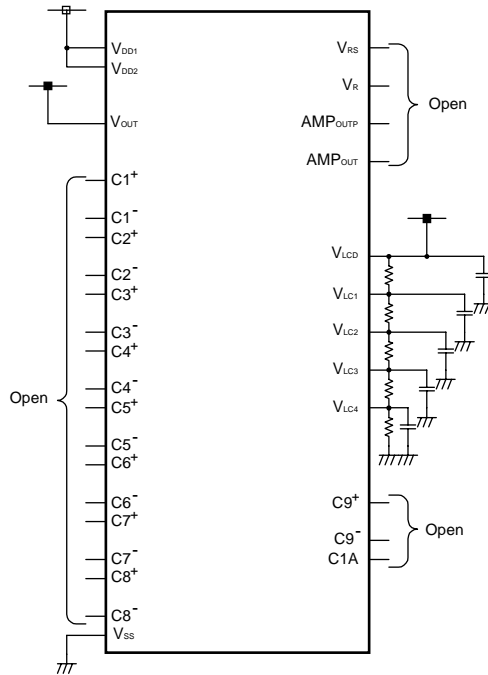 VDD1
VDD2
VOUT
C1+
C1-
C2+
C2-
C3+
C3-
C4+
C4-
C5+
C5-
C6+
C6-
C7+
C7-
C8+
C8-
VSS
Open
VRS
VR
AMPOUTP
AMPOUT
Open
VLCD
VLC1
VLC2
VLC3
VLC4
C9+
C9-
C1A
Open